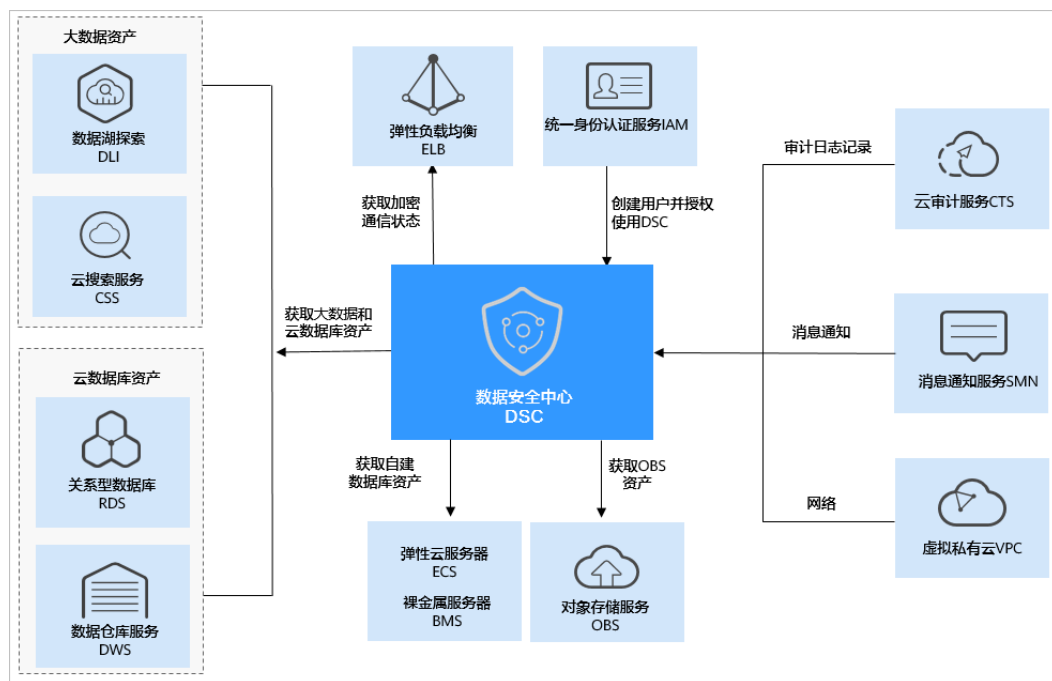 大数据资产
数据湖探索
DLI
云搜索服务
CSS
云数据库资产
关系型数据库
RDS
数据仓库服务
DWS
获取大数据和
云数据库资产
弹性负载均衡
ELB
获取加密
通信状态
统一身份认证服务IAM
创建用户并授权
使用DSC
数据安全中心
DSC
获取自建
数据库资产
弹性云服务器
ECS
裸金属服务器
BMS
获取OBS
资产
对象存储服务
OBS
审计日志记录
云审计服务CTS
消息通知
消息通知服务SMN
网络
虚拟私有云VPC